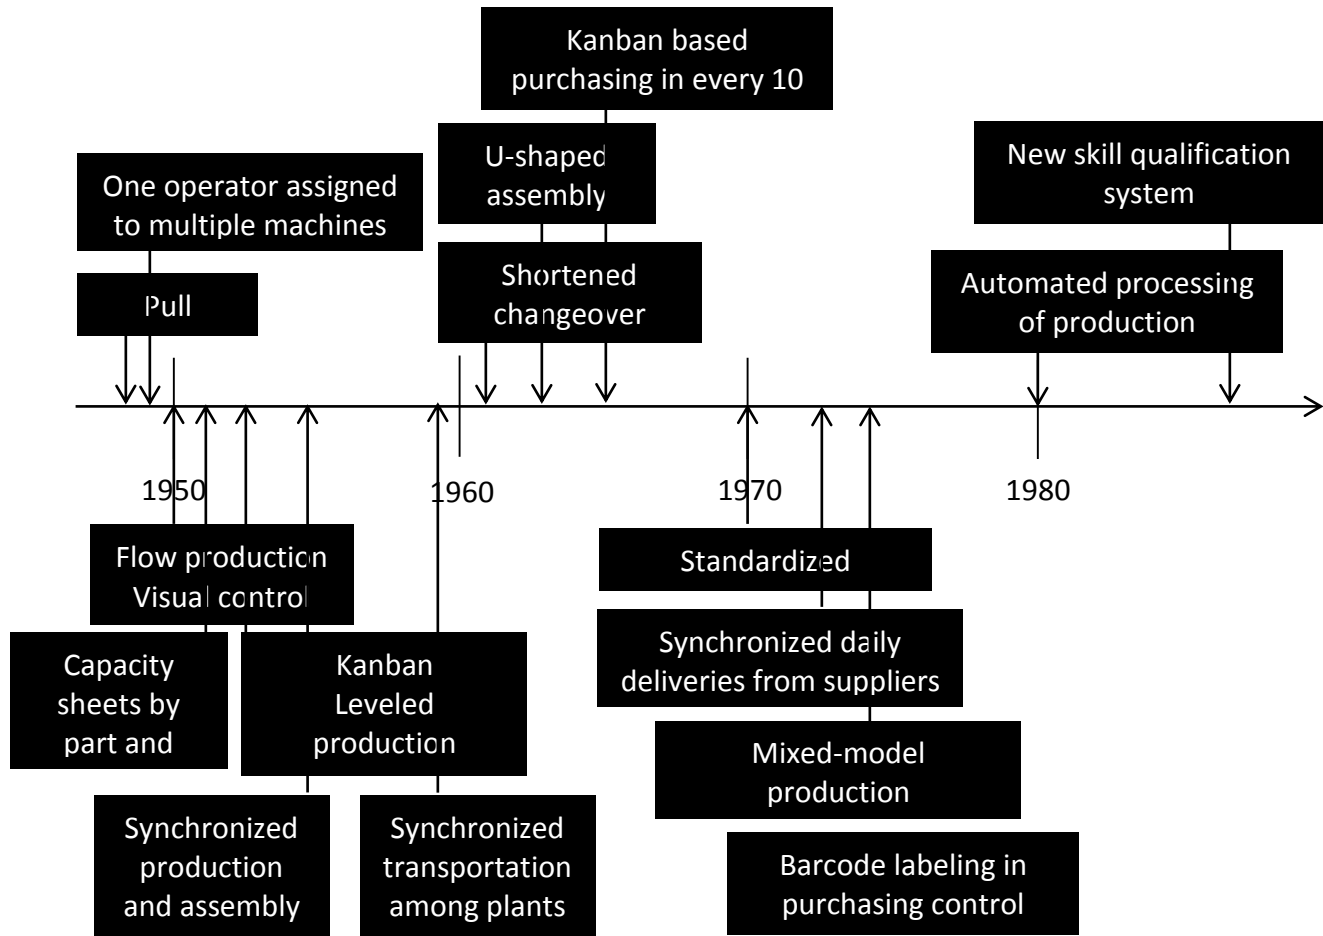 Kanban based
purchasing in every 10
U-shaped
assembly
New skill qualification
system
One operator assigned
to multiple machines
Shortened
changeover
Automated processing
of production
Pull
1950
1960
1970
1980
Flow production
Visual control
Standardized
Capacity
sheets by
part and
Kanban
Leveled
production
Synchronized daily
deliveries from suppliers
Mixed-model
production
Synchronized
production
and assembly
Synchronized
transportation
among plants
Barcode labeling in
purchasing control